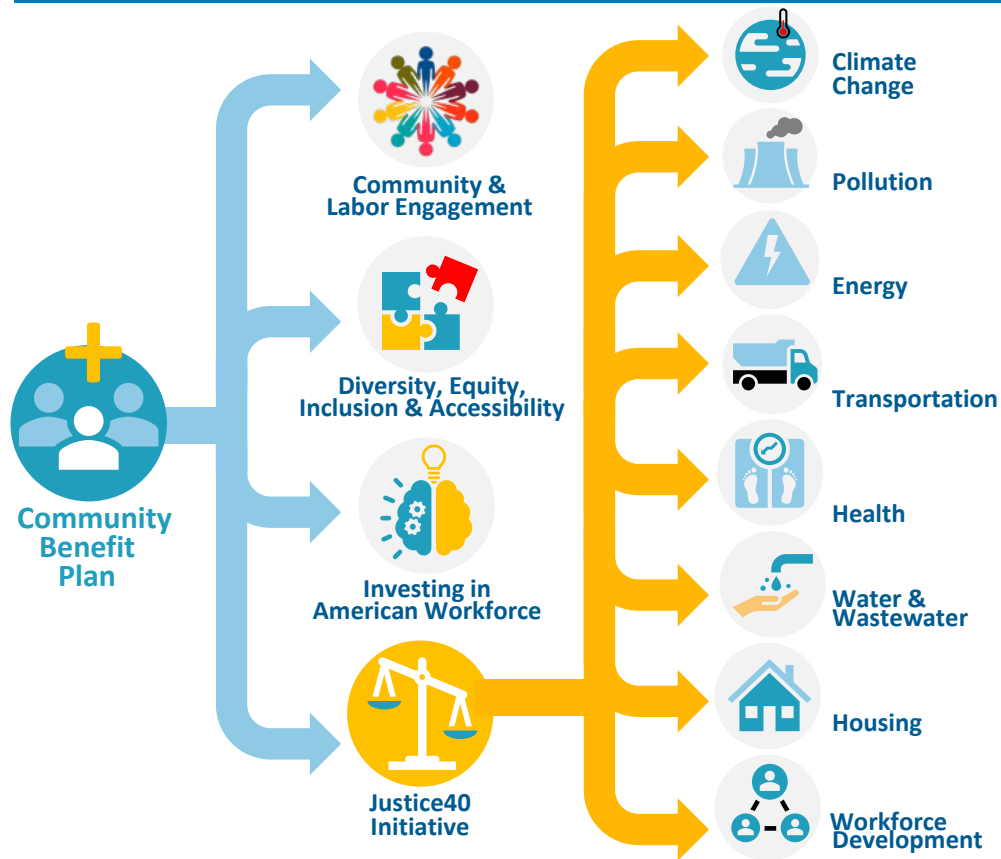 Community
Benefit
Plan
Community &
Labor Engagement
Diversity, Equity,
Inclusion & Accessibility
Investing in
American Workforce
Justice40
Initiative
Climate
Change
Pollution
Energy
Transportation
Health
Water &
Wastewater
Housing
Workforce
Development